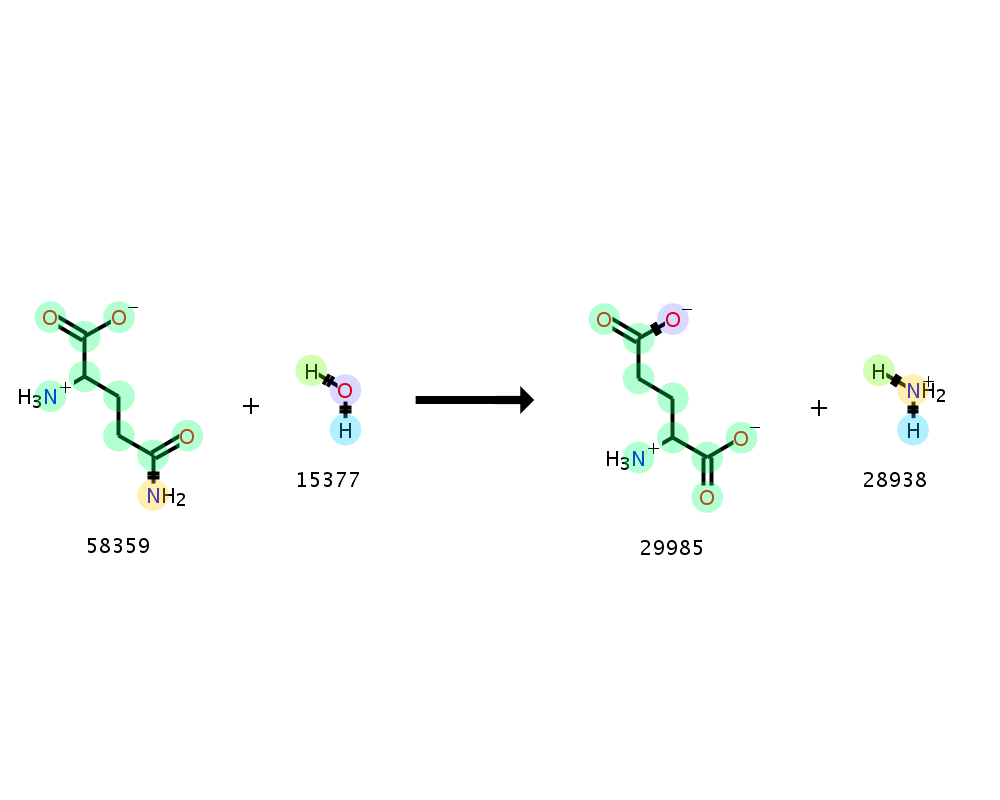 O O−
H3N+
O
NH2
58359
+
H
O
H
15377
O O−
H3N+
O−
O
29985
+
H
NH2+
H
28938